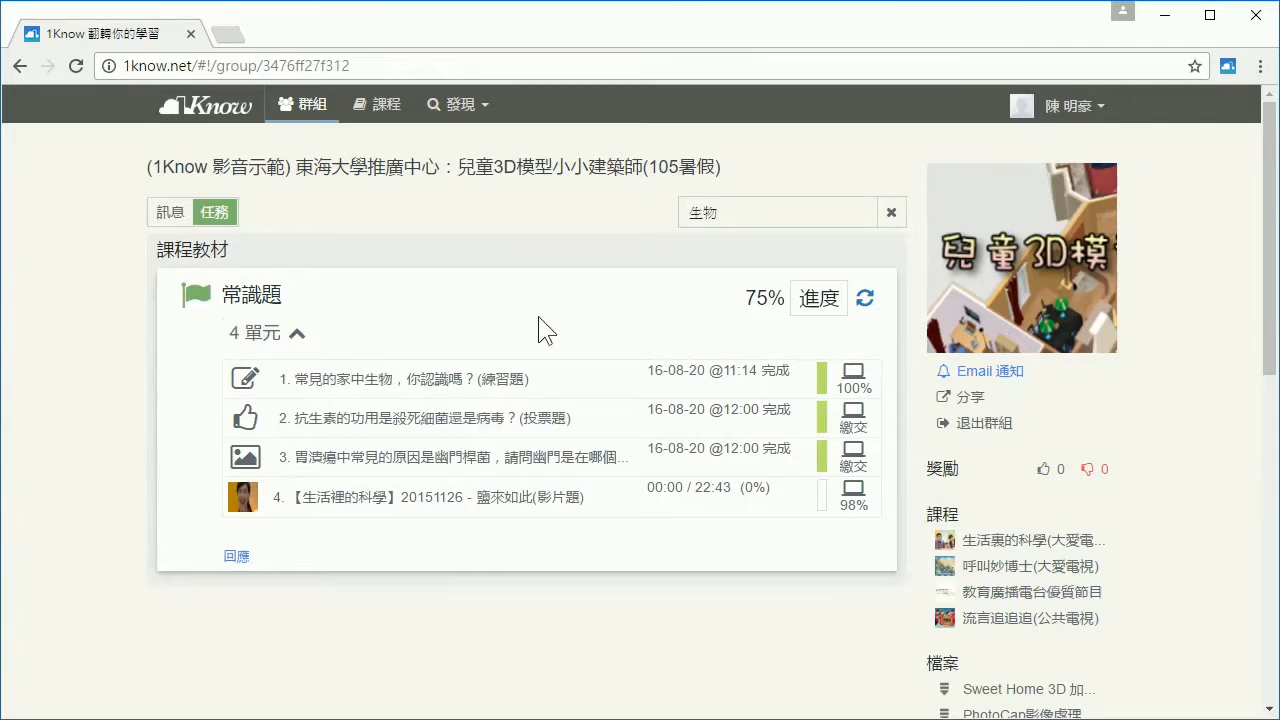 1Know 翻轉你的學習
1know.net/#!/group/3476ff27f312
1Know
群組
課程
發現
陳 明豪
(1Know 影音示範) 東海大學推廣中心：兒童3D模型小小建築師(105暑假)
訊息
任務
生物
課程教材
常識題
75%
進度
4 單元
1. 常見的家中生物，你認識嗎？(練習題)
16-08-20 @11:14 完成
100%
2. 抗生素的功用是殺死細菌還是病毒？(投票題)
16-08-20 @12:00 完成
繳交
3. 胃潰瘍中常見的原因是幽門桿菌，請問幽門是在哪個...
16-08-20 @12:00 完成
繳交
4. 【生活裡的科學】20151126 - 鹽來如此(影片題)
00:00 / 22:43 (0%)
98%
回應
兒童3D模
Email 通知
分享
退出群組
獎勵
0
0
課程
生活裏的科學(大愛電...
呼叫妙博士(大愛電視)
教育廣播電台優質節目
流言追追追(公共電視)
檔案
Sweet Home 3D 加...
PhotoCap影像處理